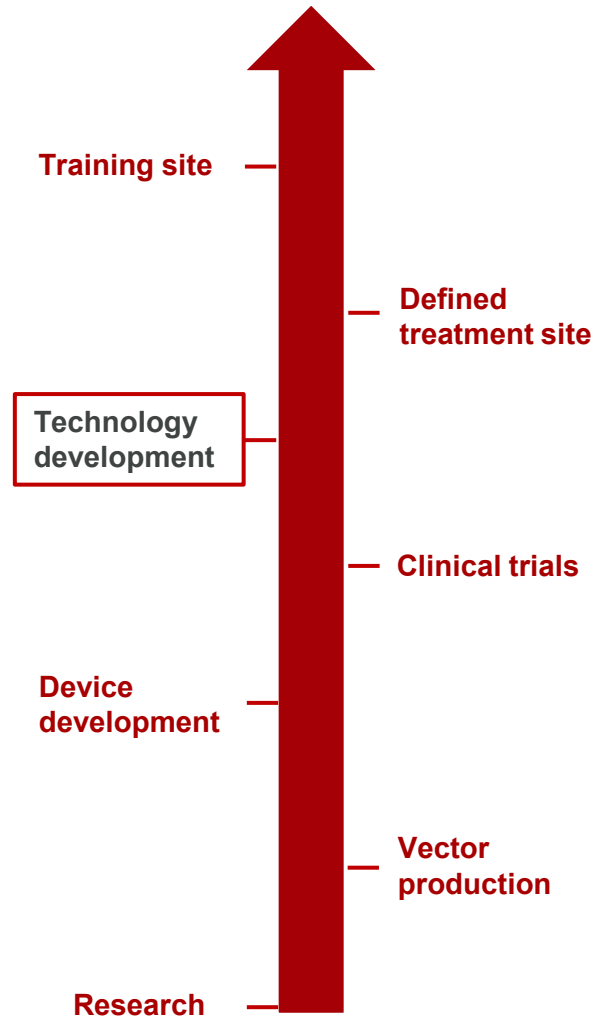 Training site
Defined
treatment site
Technology
development
Clinical trials
Device
development
Vector
production
Research